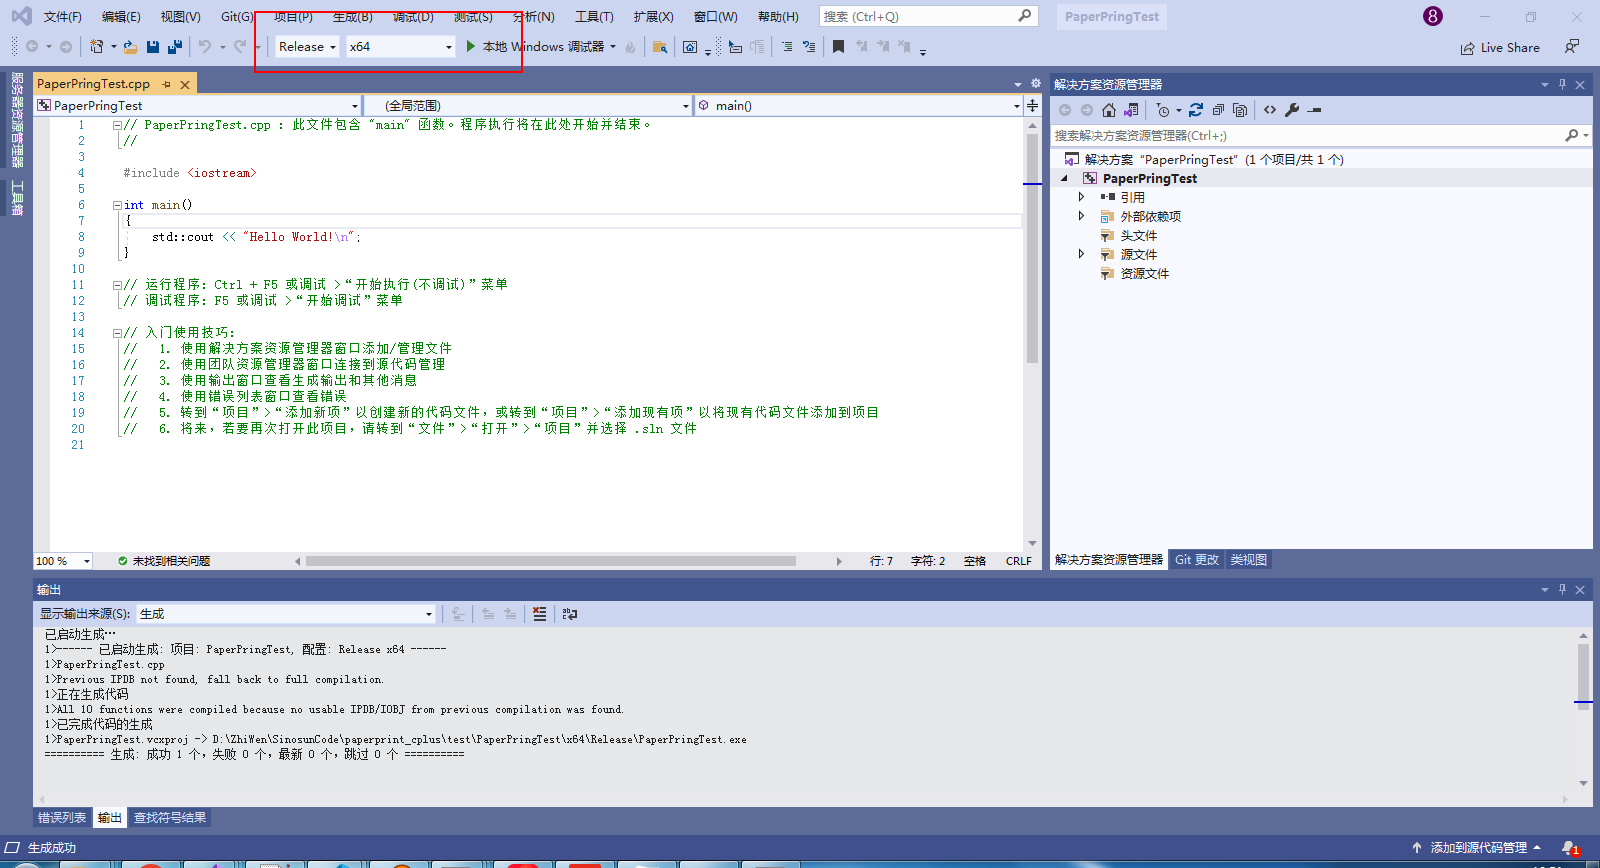 文件(F) 编辑(E) 视图(V) Git(G) 项目(P) 生成(B) 调试(D) 测试(S) 分析(N) 工具(T) 扩展(X) 窗口(W) 帮助(H) 搜索 (Ctrl+Q) PaperPringTest 8
Release x64 本地 Windows 调试器 Live Share
服务器资源管理器
工具箱
PaperPringTest.cpp
PaperPringTest (全局范围) main()
1 // PaperPringTest.cpp : 此文件包含 "main" 函数。程序执行将在此处开始并结束。
2 //
3
4 #include <iostream>
5
6 int main()
7 {
8 std::cout << "Hello World!\n";
9 }
10
11 // 运行程序: Ctrl + F5 或调试 >“开始执行(不调试)”菜单
12 // 调试程序: F5 或调试 >“开始调试”菜单
13
14 // 入门使用技巧:
15 // 1. 使用解决方案资源管理器窗口添加/管理文件
16 // 2. 使用团队资源管理器窗口连接到源代码管理
17 // 3. 使用输出窗口查看生成输出和其他消息
18 // 4. 使用错误列表窗口查看错误
19 // 5. 转到“项目”>“添加新项”以创建新的代码文件，或转到“项目”>“添加现有项”以将现有代码文件添加到项目
20 // 6. 将来，若要再次打开此项目，请转到“文件”>“打开”>“项目”并选择 .sln 文件
21
100 % 未找到相关问题 行: 7 字符: 2 空格 CRLF
解决方案资源管理器
搜索解决方案资源管理器(Ctrl+;)
解决方案 “PaperPringTest” (1 个项目/共 1 个)
PaperPringTest
引用
外部依赖项
头文件
源文件
资源文件
解决方案资源管理器 Git 更改 类视图
输出
显示输出来源(S): 生成
已启动生成…
1>------ 已启动生成: 项目: PaperPringTest, 配置: Release x64 ------
1>PaperPringTest.cpp
1>Previous IPDB not found, fall back to full compilation.
1>正在生成代码
1>All 10 functions were compiled because no usable IPDB/IOBJ from previous compilation was found.
1>已完成代码的生成
1>PaperPringTest.vcxproj -> D:\ZhiWen\SinosunCode\paperprint_cplus\test\PaperPringTest\x64\Release\PaperPringTest.exe
========== 生成: 成功 1 个，失败 0 个，最新 0 个，跳过 0 个 ==========
错误列表 输出 查找符号结果
生成成功 添加到源代码管理 1